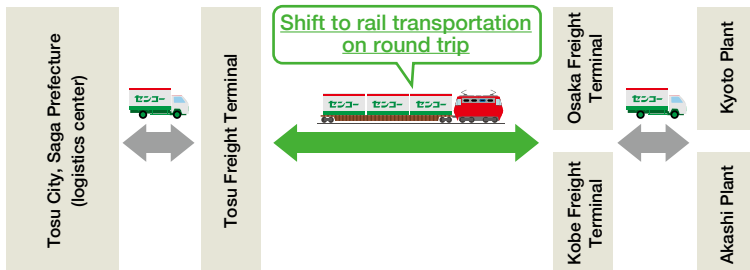 Shift to rail transportation
on round trip
Tosu City, Saga Prefecture
(logistics center)
センコー
Tosu Freight Terminal
センコー センコー センコー
Osaka Freight
Terminal
Kobe Freight
Terminal
センコー
Kyoto Plant
Akashi Plant